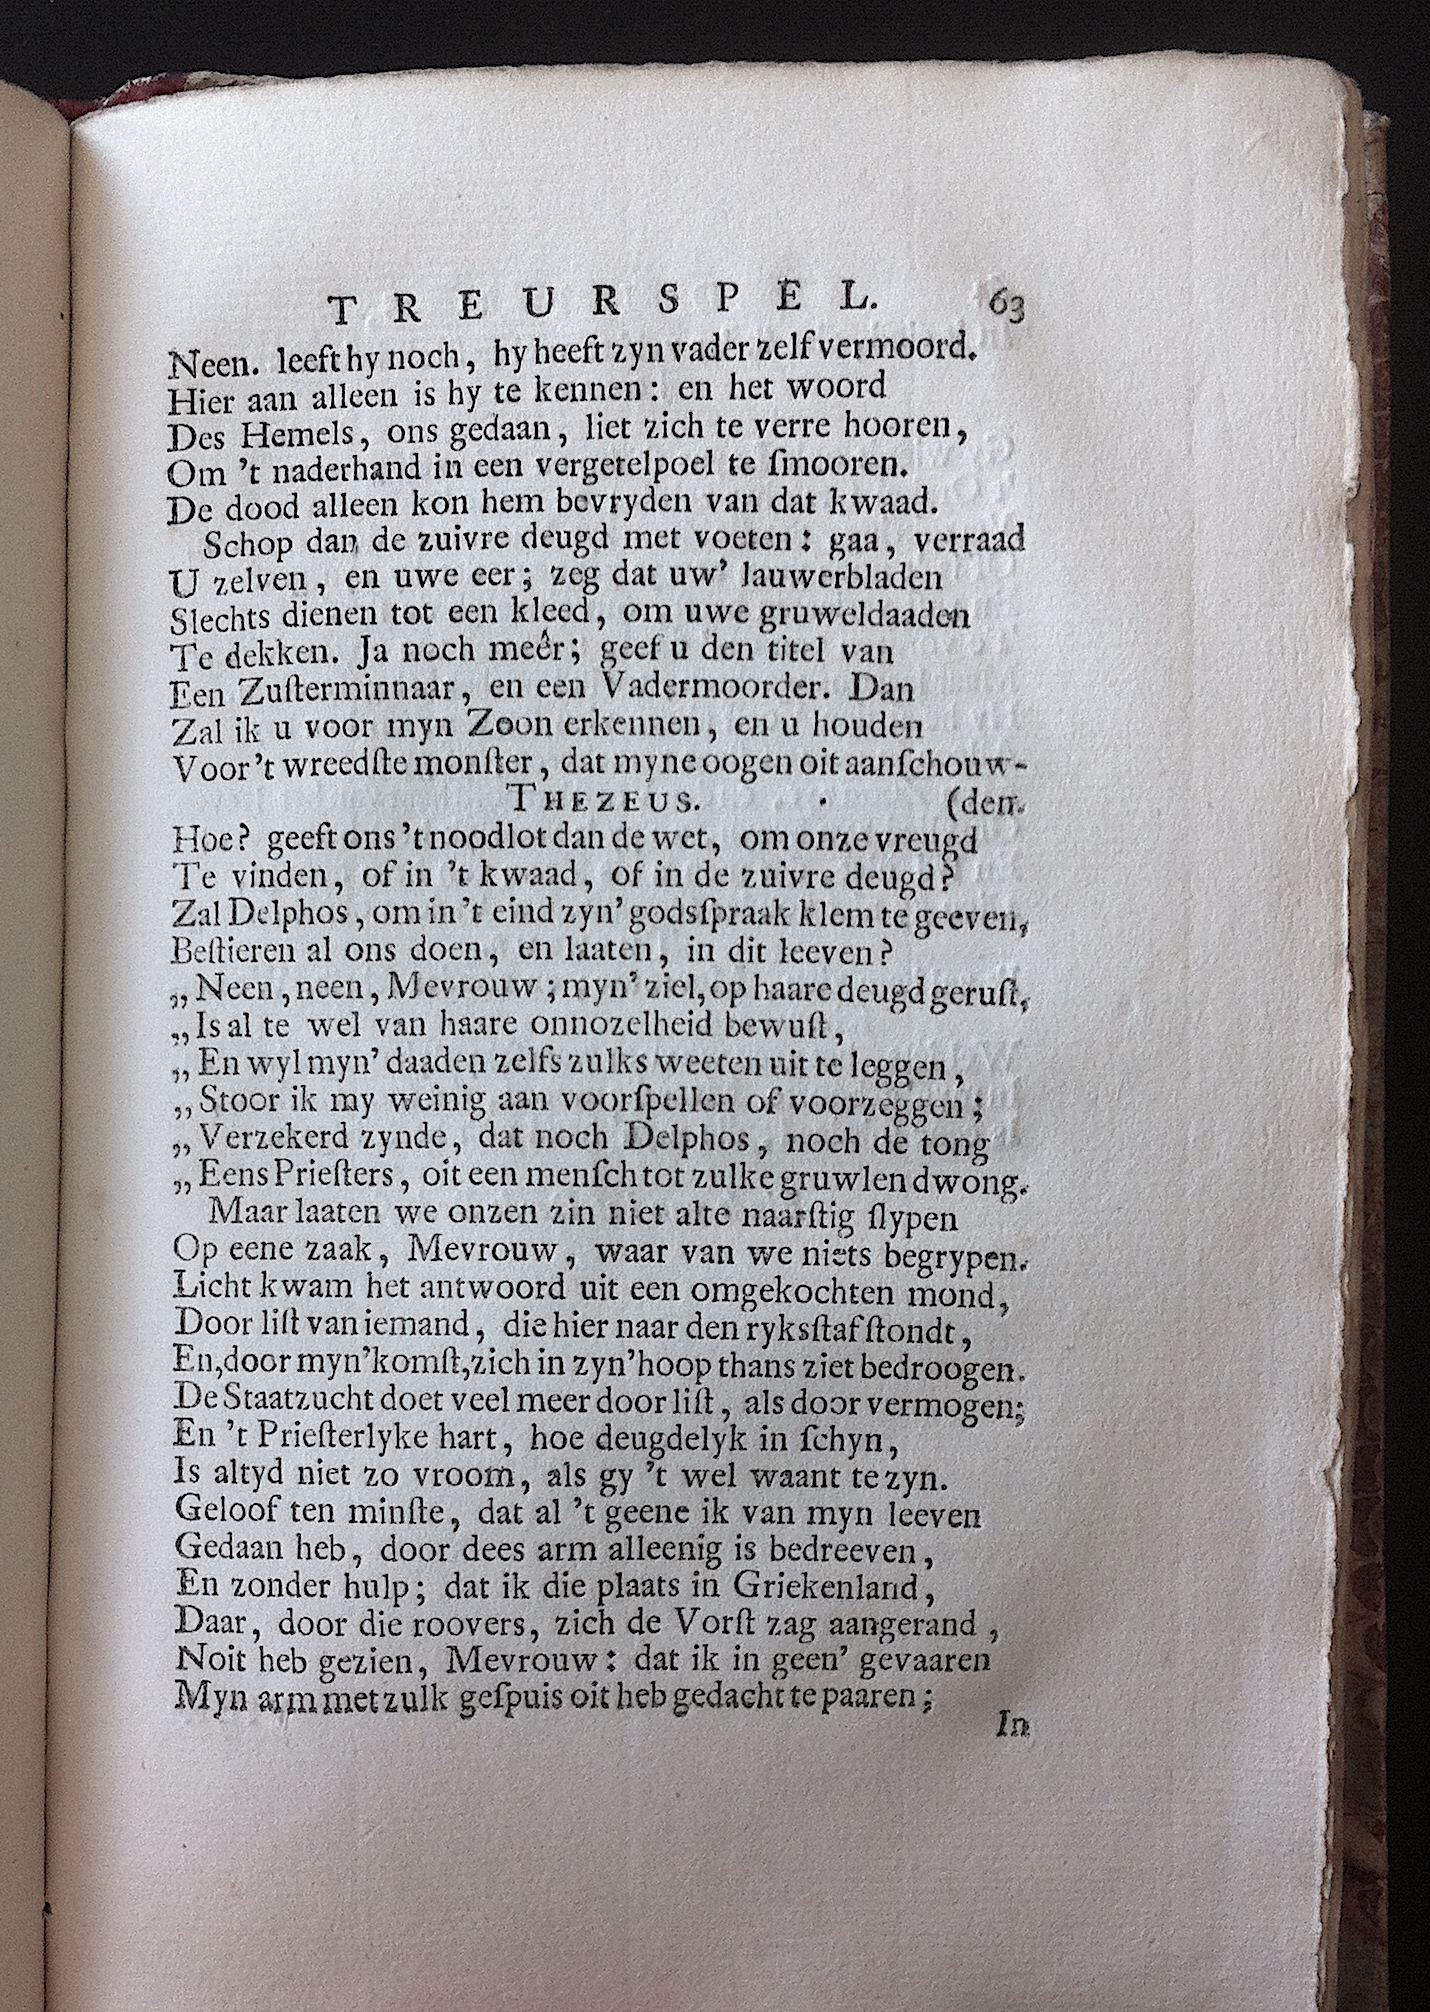 TREURSPEL. 63
Neen. leeft hy noch, hy heeft zyn vader zelf vermoord.
Hier aan alleen is hy te kennen: en het woord
Des Hemels, ons gedaan, liet zich te verre hooren,
Om 't naderhand in een vergetelpoel te ſmooren.
De dood alleen kon hem bevryden van dat kwaad.
Schop dan de zuivre deugd met voeten: gaa, verraad
U zelven, en uwe eer; zeg dat uw' lauwerbladen
Slechts dienen tot een kleed, om uwe gruweldaaden
Te dekken. Ja noch meêr; geef u den titel van
Een Zuſterminnaar, en een Vadermoorder. Dan
Zal ik u voor myn Zoon erkennen, en u houden
Voor 't wreedſte monſter, dat myne oogen oit aanſchouw-
THEZEUS. (den.
Hoe? geeft ons 't noodlot dan de wet, om onze vreugd
Te vinden, of in 't kwaad, of in de zuivre deugd?
Zal Delphos, om in 't eind zyn' godsſpraak klem te geeven,
Beſtieren al ons doen, en laaten, in dit leeven?
„Neen, neen, Mevrouw; myn' ziel, op haare deugd geruſt,
„Is al te wel van haare onnozelheid bewuſt,
„En wyl myn' daaden zelfs zulks weeten uit te leggen,
„Stoor ik my weinig aan voorſpellen of voorzeggen;
„Verzekerd zynde, dat noch Delphos, noch de tong
„Eens Prieſters, oit een menſch tot zulke gruwlen dwong.
Maar laaten we onzen zin niet alte naarſtig ſlypen
Op eene zaak, Mevrouw, waar van we niets begrypen.
Licht kwam het antwoord uit een omgekochten mond,
Door liſt van iemand, die hier naar den ryksſtaf ſtondt,
En, door myn' komſt, zich in zyn' hoop thans ziet bedroogen.
De Staatzucht doet veel meer door liſt, als door vermogen;
En 't Prieſterlyke hart, hoe deugdelyk in ſchyn,
Is altyd niet zo vroom, als gy 't wel waant te zyn.
Geloof ten minſte, dat al 't geene ik van myn leeven
Gedaan heb, door dees arm alleenig is bedreeven,
En zonder hulp; dat ik die plaats in Griekenland,
Daar, door die roovers, zich de Vorſt zag aangerand,
Noit heb gezien, Mevrouw: dat ik in geen' gevaaren
Myn arm met zulk geſpuis oit heb gedacht te paaren;
In